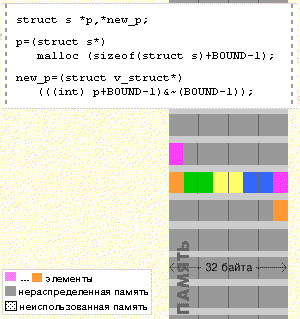 struct s *p,*new_p;
p=(struct s*)
malloc (sizeof(struct s)+BOUND-1);
new_p=(struct v_struct*)
(((int) p+BOUND-1)&~(BOUND-1));
32 байта
ПАМЯТЬ
... элементы
нераспределенная память
неиспользованная память